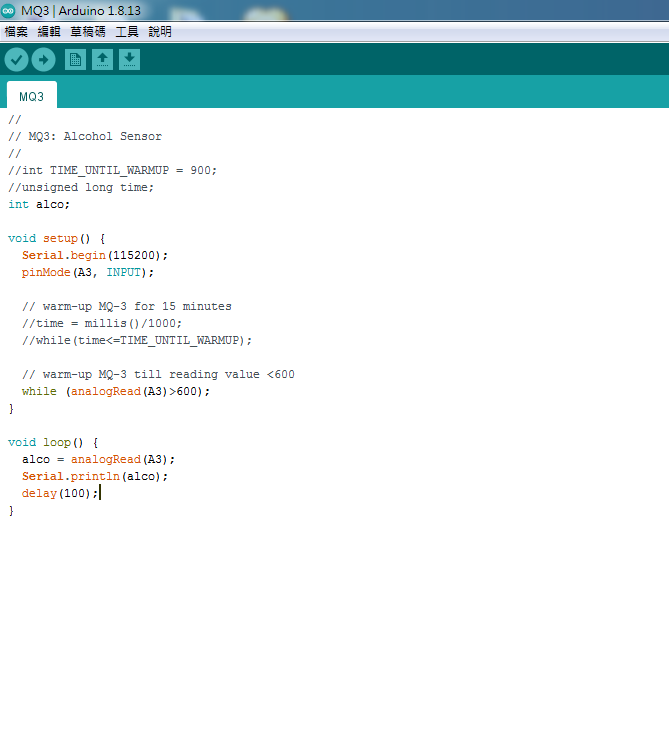 MQ3 | Arduino 1.8.13
檔案 編輯 草稿碼 工具 說明
MQ3
//
// MQ3: Alcohol Sensor
//
//int TIME_UNTIL_WARMUP = 900;
//unsigned long time;
int alco;
void setup() {
Serial.begin(115200);
pinMode(A3, INPUT);
// warm-up MQ-3 for 15 minutes
//time = millis()/1000;
//while(time<=TIME_UNTIL_WARMUP);
// warm-up MQ-3 till reading value <600
while (analogRead(A3)>600);
}
void loop() {
alco = analogRead(A3);
Serial.println(alco);
delay(100);
}